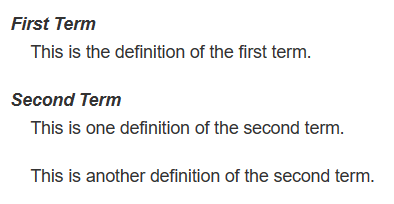 First Term
This is the definition of the first term.
Second Term
This is one definition of the second term.
This is another definition of the second term.